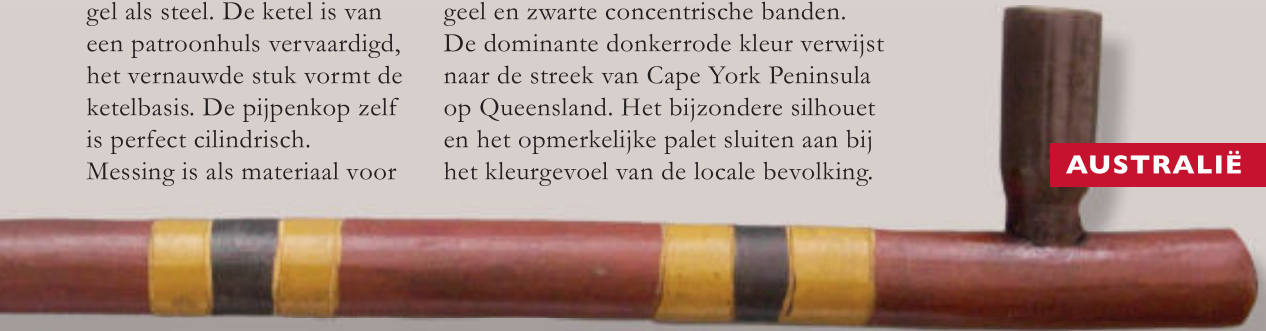 gel als steel. De ketel is van
een patroonhuls vervaardigd,
het vernauwde stuk vormt de
ketelbasis. De pijpenkop zelf
is perfect cilindrisch.
Messing is als materiaal voor
geel en zwarte concentrische banden.
De dominante donkerrode kleur verwijst
naar de streek van Cape York Peninsula
op Queensland. Het bijzondere silhouet
en het opmerkelijke palet sluiten aan bij
het kleurgevoel van de locale bevolking.
AUSTRALIË